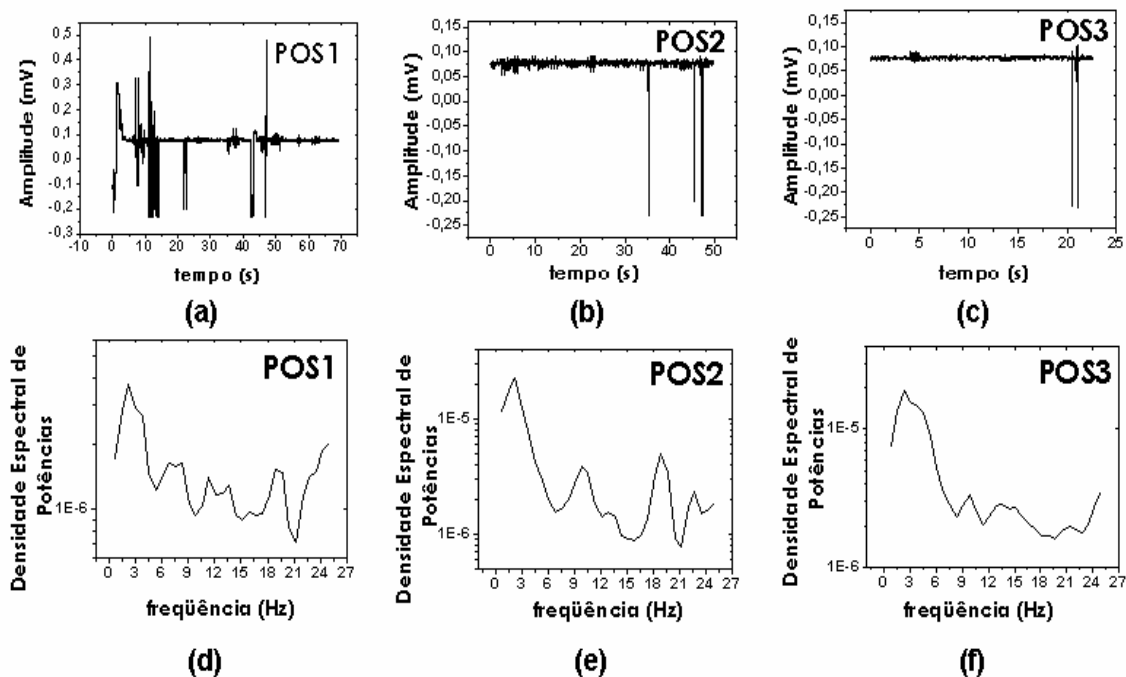 POS1
Amplitude (mV)
0,5
0,4
0,3
0,2
0,1
0,0
-0,1
-0,2
-0,3
-10 0 10 20 30 40 50 60 70
tempo (s)
(a)
POS2
Amplitude (mV)
0,15
0,10
0,05
0,00
-0,05
-0,10
-0,15
-0,20
-0,25
0 10 20 30 40 50
tempo (s)
(b)
POS3
Amplitude (mV)
0,15
0,10
0,05
0,00
-0,05
-0,10
-0,15
-0,20
-0,25
0 5 10 15 20 25
tempo (s)
(c)
POS1
Densidade Espectral de
Potências
1E-6
0 3 6 9 12 15 18 21 24 27
freqüência (Hz)
(d)
POS2
Densidade Espectral de
Potências
1E-5
1E-6
0 3 6 9 12 15 18 21 24 27
freqüência (Hz)
(e)
POS3
Densidade Espectral de
Potências
1E-5
1E-6
0 3 6 9 12 15 18 21 24 27
freqüência (Hz)
(f)